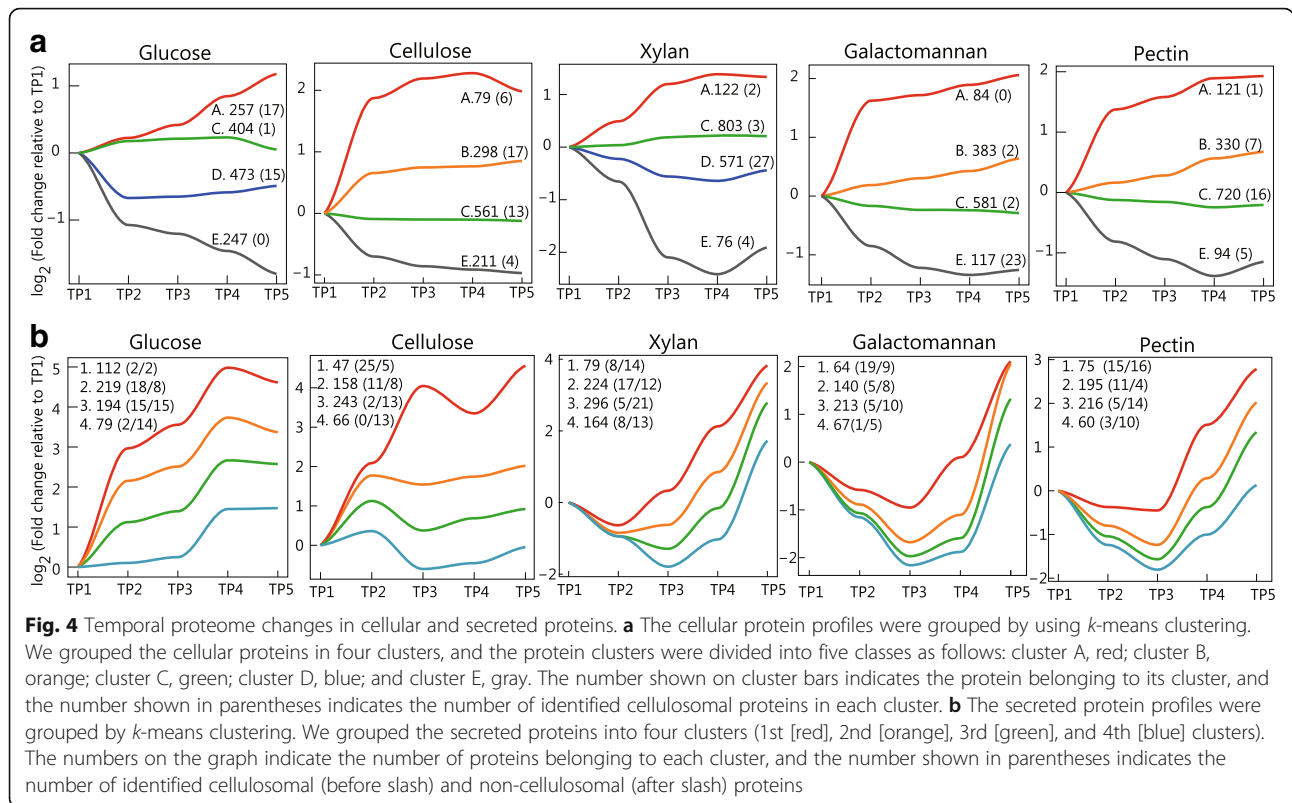 a
Glucose
Cellulose
Xylan
Galactomannan
Pectin
log2 (Fold change relative to TP1)
1
0
−1
A. 257 (17)
C. 404 (1)
D. 473 (15)
E.247 (0)
TP1 TP2 TP3 TP4 TP5
2
1
0
−1
A.79 (6)
B.298 (17)
C.561 (13)
E.211 (4)
TP1 TP2 TP3 TP4 TP5
1
0
−1
−2
A.122 (2)
C. 803 (3)
D. 571 (27)
E. 76 (4)
TP1 TP2 TP3 TP4 TP5
2
1
0
−1
A. 84 (0)
B. 383 (2)
C. 581 (2)
E. 117 (23)
TP1 TP2 TP3 TP4 TP5
2
1
0
−1
A. 121 (1)
B. 330 (7)
C. 720 (16)
E. 94 (5)
TP1 TP2 TP3 TP4 TP5
b
Glucose
Cellulose
Xylan
Galactomannan
Pectin
log2 (Fold change relative to TP1)
5
4
3
2
1
0
1. 112 (2/2)
2. 219 (18/8)
3. 194 (15/15)
4. 79 (2/14)
TP1 TP2 TP3 TP4 TP5
4
2
0
1. 47 (25/5)
2. 158 (11/8)
3. 243 (2/13)
4. 66 (0/13)
TP1 TP2 TP3 TP4 TP5
4
2
0
−2
1. 79 (8/14)
2. 224 (17/12)
3. 296 (5/21)
4. 164 (8/13)
TP1 TP2 TP3 TP4 TP5
2
1
0
−1
−2
1. 64 (19/9)
2. 140 (5/8)
3. 213 (5/10)
4. 67(1/5)
TP1 TP2 TP3 TP4 TP5
3
2
1
0
−1
−2
1. 75 (15/16)
2. 195 (11/4)
3. 216 (5/14)
4. 60 (3/10)
TP1 TP2 TP3 TP4 TP5
Fig. 4 Temporal proteome changes in cellular and secreted proteins. a The cellular protein profiles were grouped by using k-means clustering.
We grouped the cellular proteins in four clusters, and the protein clusters were divided into five classes as follows: cluster A, red; cluster B,
orange; cluster C, green; cluster D, blue; and cluster E, gray. The number shown on cluster bars indicates the protein belonging to its cluster, and
the number shown in parentheses indicates the number of identified cellulosomal proteins in each cluster. b The secreted protein profiles were
grouped by k-means clustering. We grouped the secreted proteins into four clusters (1st [red], 2nd [orange], 3rd [green], and 4th [blue] clusters).
The numbers on the graph indicate the number of proteins belonging to each cluster, and the number shown in parentheses indicates the
number of identified cellulosomal (before slash) and non-cellulosomal (after slash) proteins